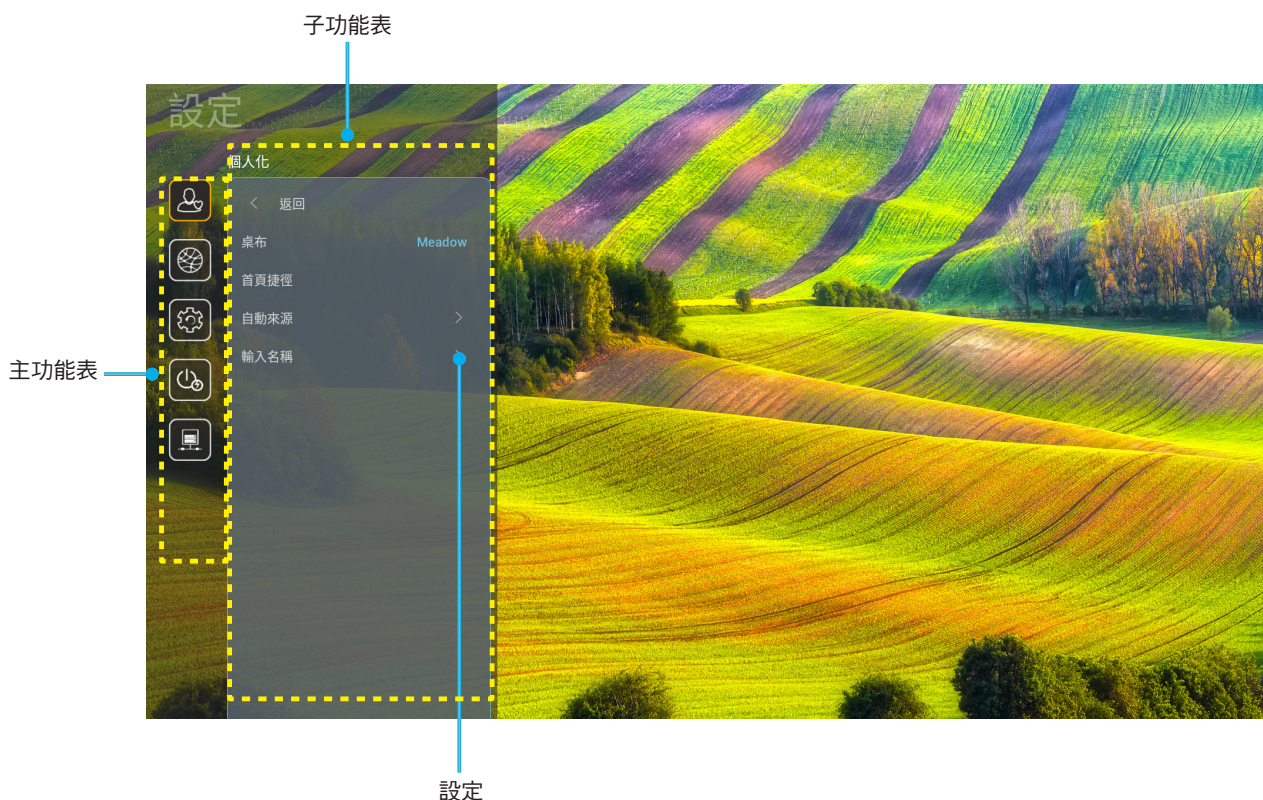 子功能表
設定
個人化
返回
桌布 Meadow
首頁捷徑
自動來源
輸入名稱
主功能表
設定